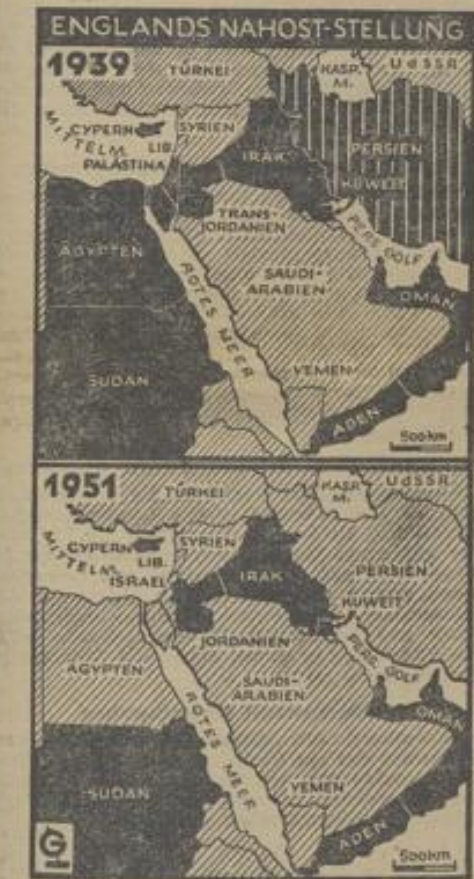 ENGLANDS NAHOST-STELLUNG
1939
TÜRKEI
KASP. M.
UdSSR
CYPERN
SYRIEN
MITTELM.
LIB.
PALÄSTINA
IRAK
PERSIEN
KUWEIT
TRANS-
JORDANIEN
PERS. GOLF
ÄGYPTEN
SAUDI-
ARABIEN
OMAN
ROTES MEER
SUDAN
YEMEN
ADEN
500km
1951
TÜRKEI
KASP. M.
UdSSR
CYPERN
SYRIEN
MITTELM.
LIB.
ISRAEL
IRAK
PERSIEN
KUWEIT
JORDANIEN
PERS. GOLF
ÄGYPTEN
SAUDI-
ARABIEN
OMAN
ROTES MEER
SUDAN
YEMEN
ADEN
G
500km